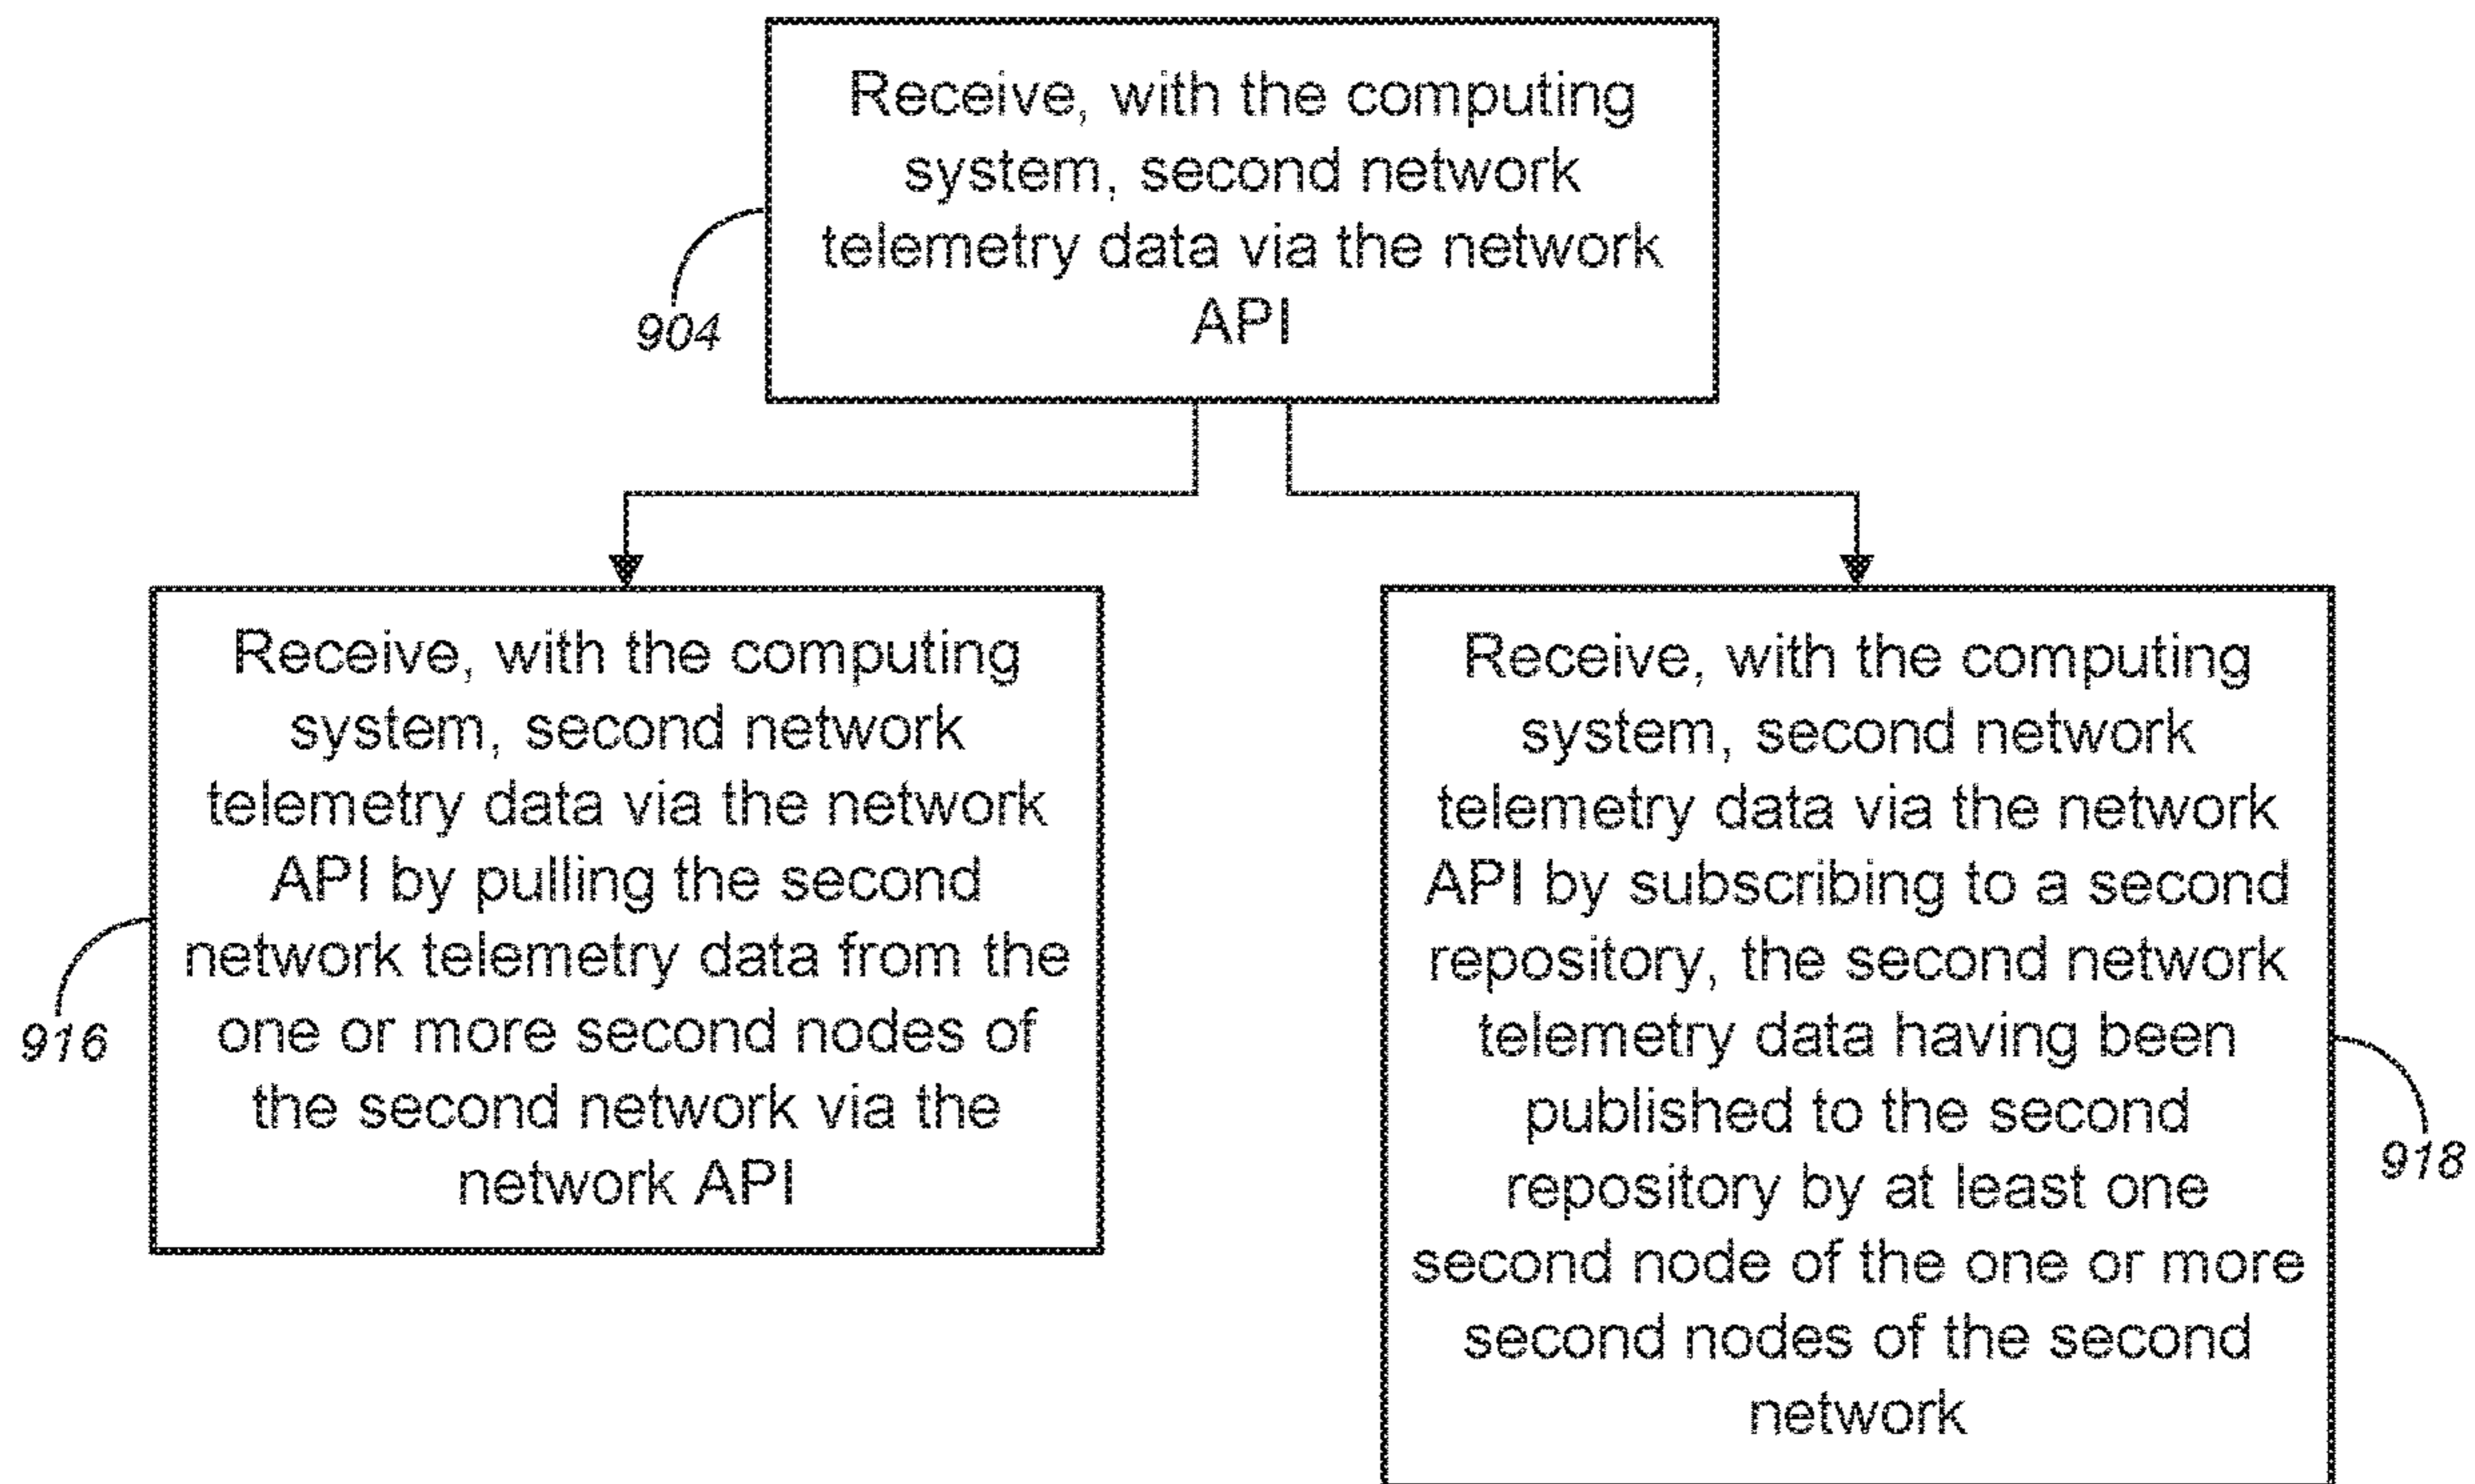 Receive, with the computing
system, second network
telemetry data via the network
API
904
Receive, with the computing
system, second network
telemetry data via the network
API by pulling the second
network telemetry data from the
one or more second nodes of
the second network via the
network API
916
Receive, with the computing
system, second network
telemetry data via the network
API by subscribing to a second
repository, the second network
telemetry data having been
published to the second
repository by at least one
second node of the one or more
second nodes of the second
network
918